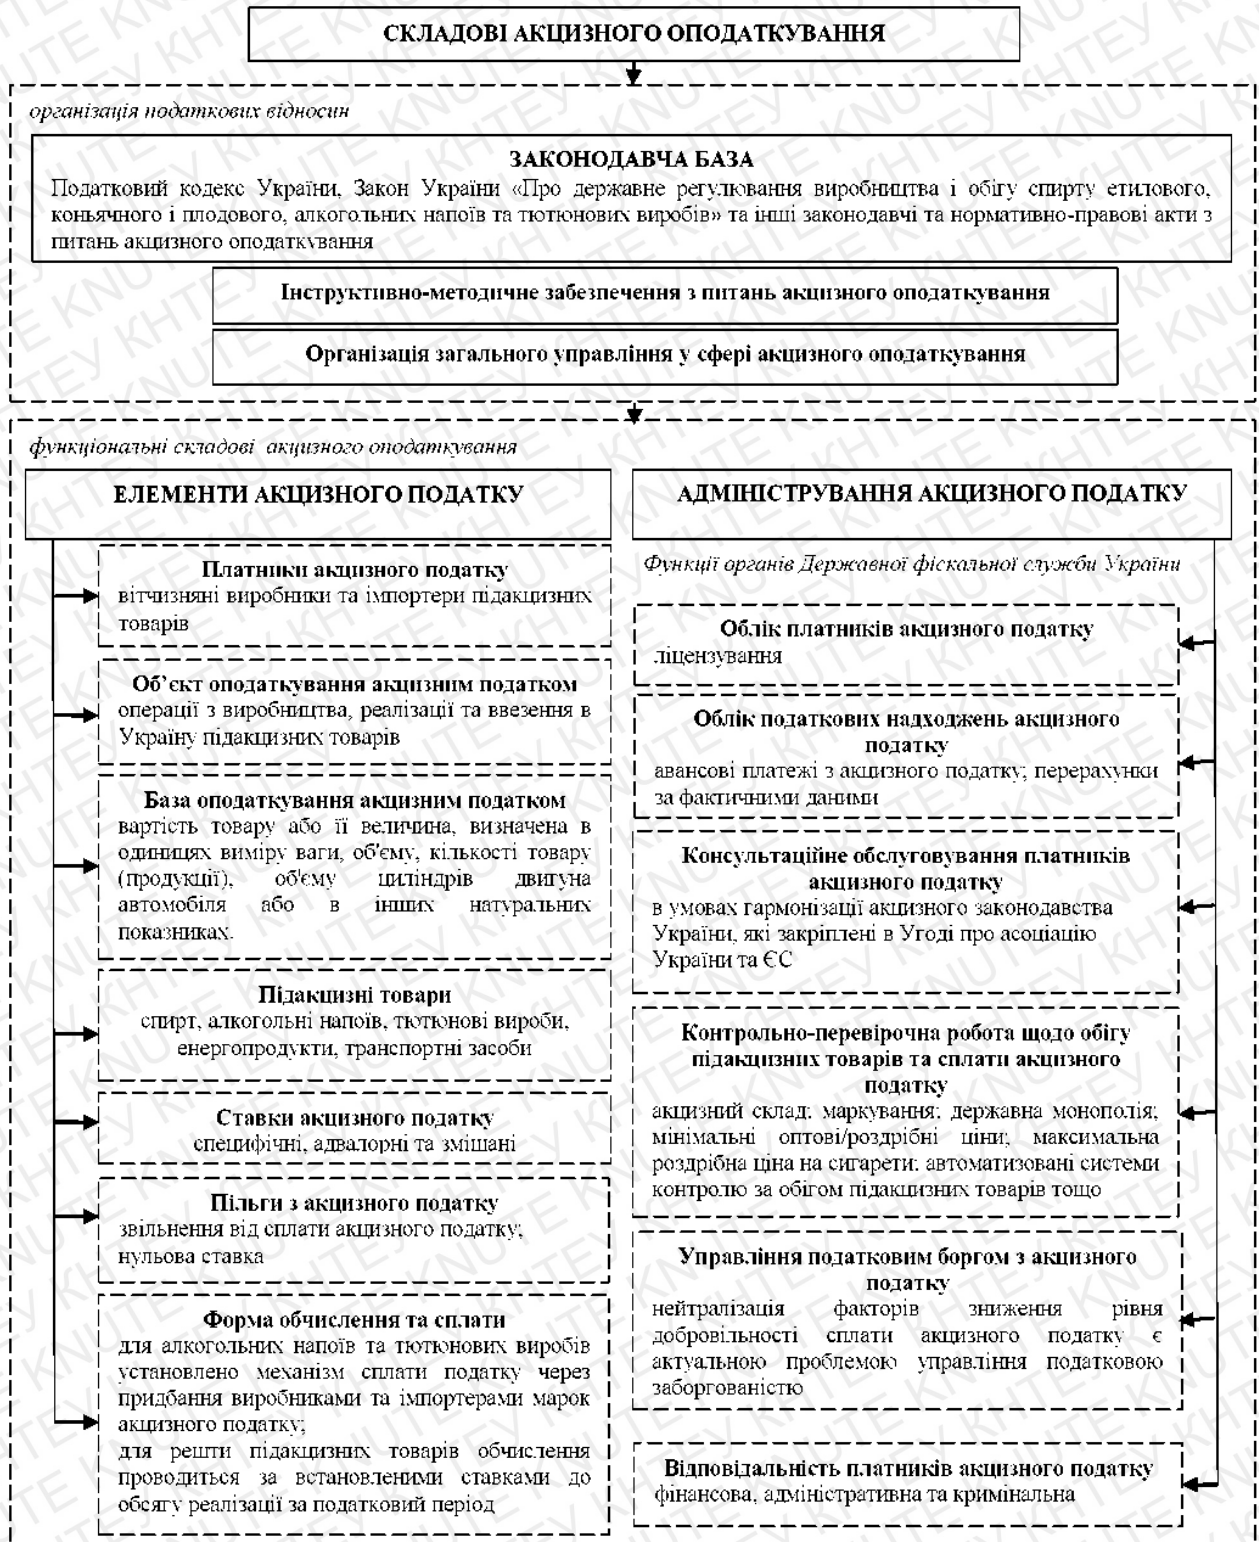 СКЛАДОВІ АКЦИЗНОГО ОПОДАТКУВАННЯ
організація податкових відносин
ЗАКОНОДАВЧА БАЗА
Податковий кодекс України, Закон України «Про державне регулювання виробництва і обігу спирту етилового,
коньячного і плодового, алкогольних напоїв та тютюнових виробів» та інші законодавчі та нормативно-правові акти з
питань акцизного оподаткування
Інструктивно-методичне забезпечення з питань акцизного оподаткування
Організація загального управління у сфері акцизного оподаткування
функціональні складові акцизного оподаткування
ЕЛЕМЕНТИ АКЦИЗНОГО ПОДАТКУ
Платники акцизного податку
вітчизняні виробники та імпортери підакцизних
товарів
Об’єкт оподаткування акцизним податком
операції з виробництва, реалізації та ввезення в
Україну підакцизних товарів
База оподаткування акцизним податком
вартість товару або її величина, визначена в
одиницях виміру ваги, об'єму, кількості товару
(продукції), об'єму циліндрів двигуна
автомобіля або в інших натуральних
показниках.
Підакцизні товари
спирт, алкогольні напоїв, тютюнові вироби,
енергопродукти, транспортні засоби
Ставки акцизного податку
специфічні, адвалорні та змішані
Пільги з акцизного податку
звільнення від сплати акцизного податку;
нульова ставка
Форма обчислення та сплати
для алкогольних напоїв та тютюнових виробів
установлено механізм сплати податку через
придбання виробниками та імпортерами марок
акцизного податку;
для решти підакцизних товарів обчислення
проводиться за встановленими ставками до
обсягу реалізації за податковий період
АДМІНІСТРУВАННЯ АКЦИЗНОГО ПОДАТКУ
Функції органів Державної фіскальної служби України
Облік платників акцизного податку
ліцензування
Облік податкових надходжень акцизного
податку
авансові платежі з акцизного податку; перерахунки
за фактичними даними
Консультаційне обслуговування платників
акцизного податку
в умовах гармонізації акцизного законодавства
України, які закріплені в Угоді про асоціацію
України та ЄС
Контрольно-перевірочна робота щодо обігу
підакцизних товарів та сплати акцизного
податку
акцизний склад; маркування; державна монополія;
мінімальні оптові/роздрібні ціни; максимальна
роздрібна ціна на сигарети; автоматизовані системи
контролю за обігом підакцизних товарів тощо
Управління податковим боргом з акцизного
податку
нейтралізація факторів зниження рівня
добровільності сплати акцизного податку є
актуальною проблемою управління податковою
заборгованістю
Відповідальність платників акцизного податку
фінансова, адміністративна та кримінальна